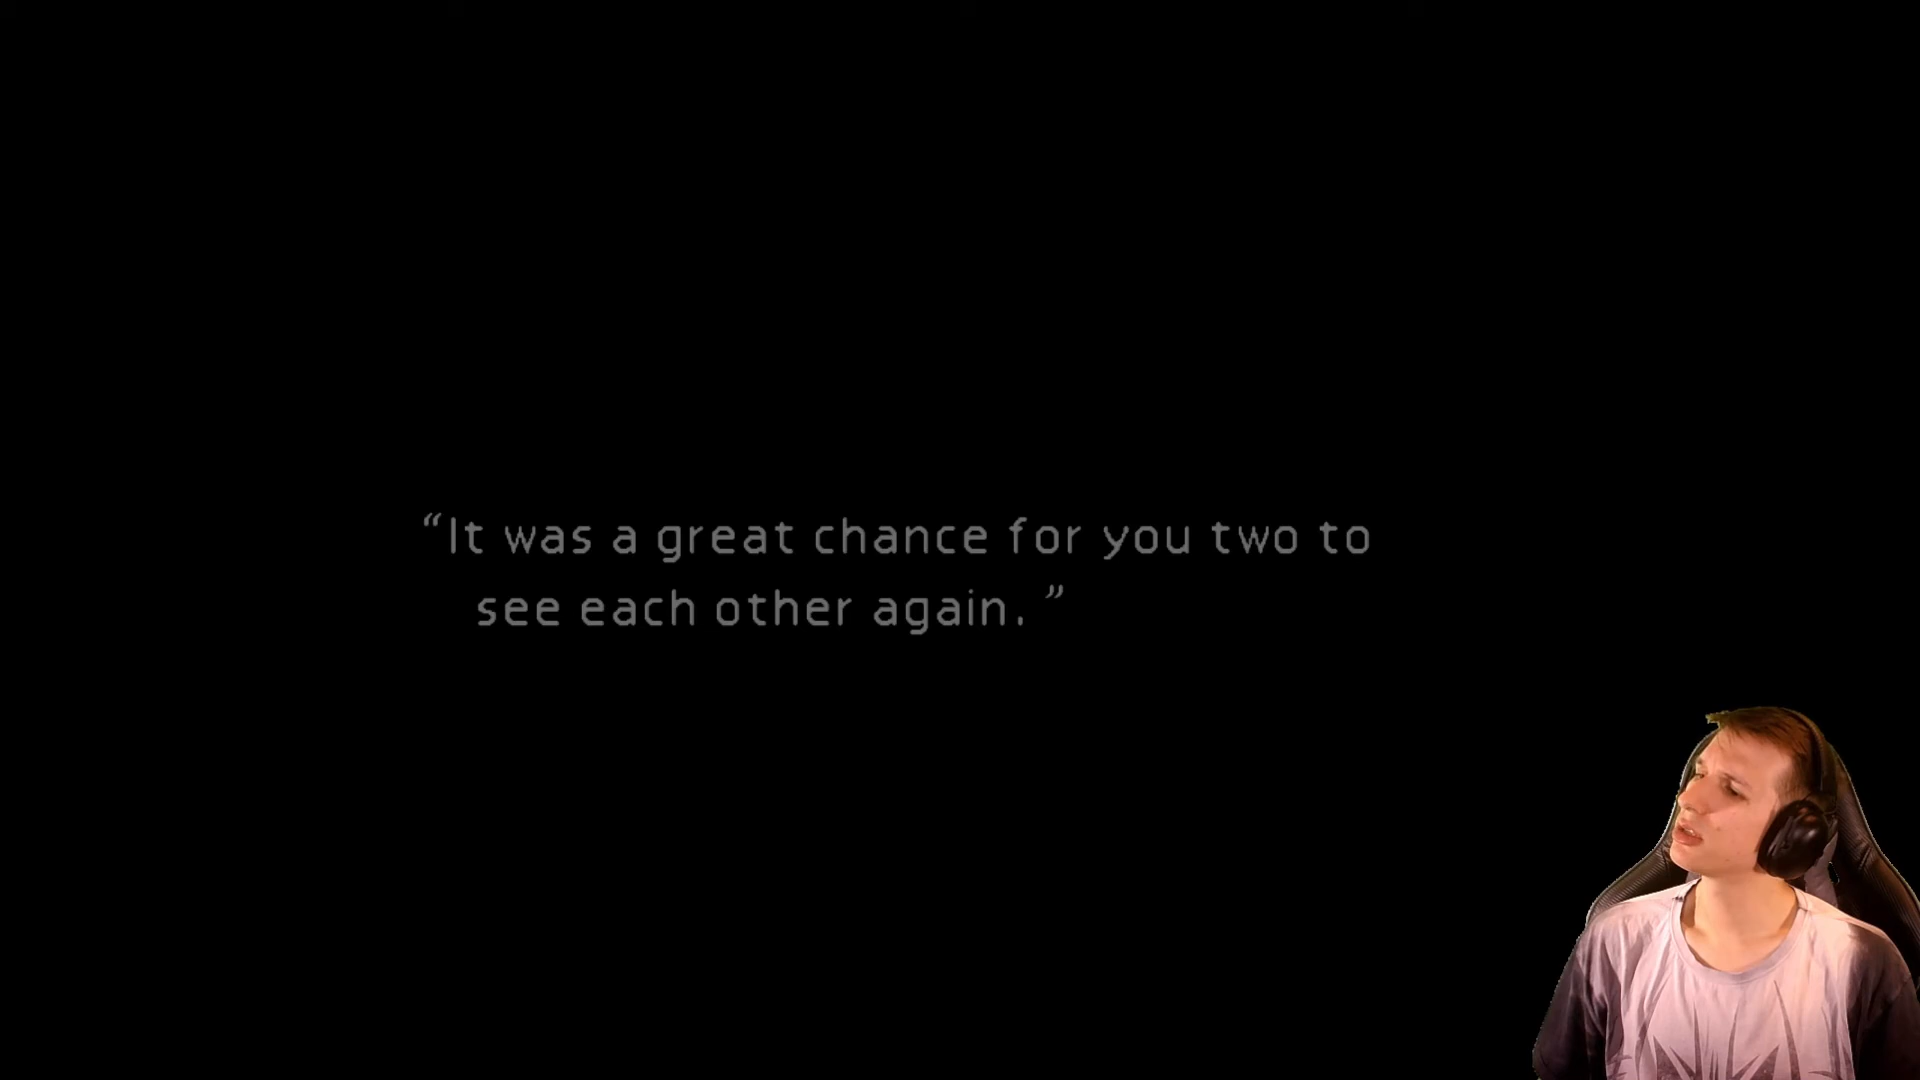 “It was a great chance for you two to
see each other again. ”